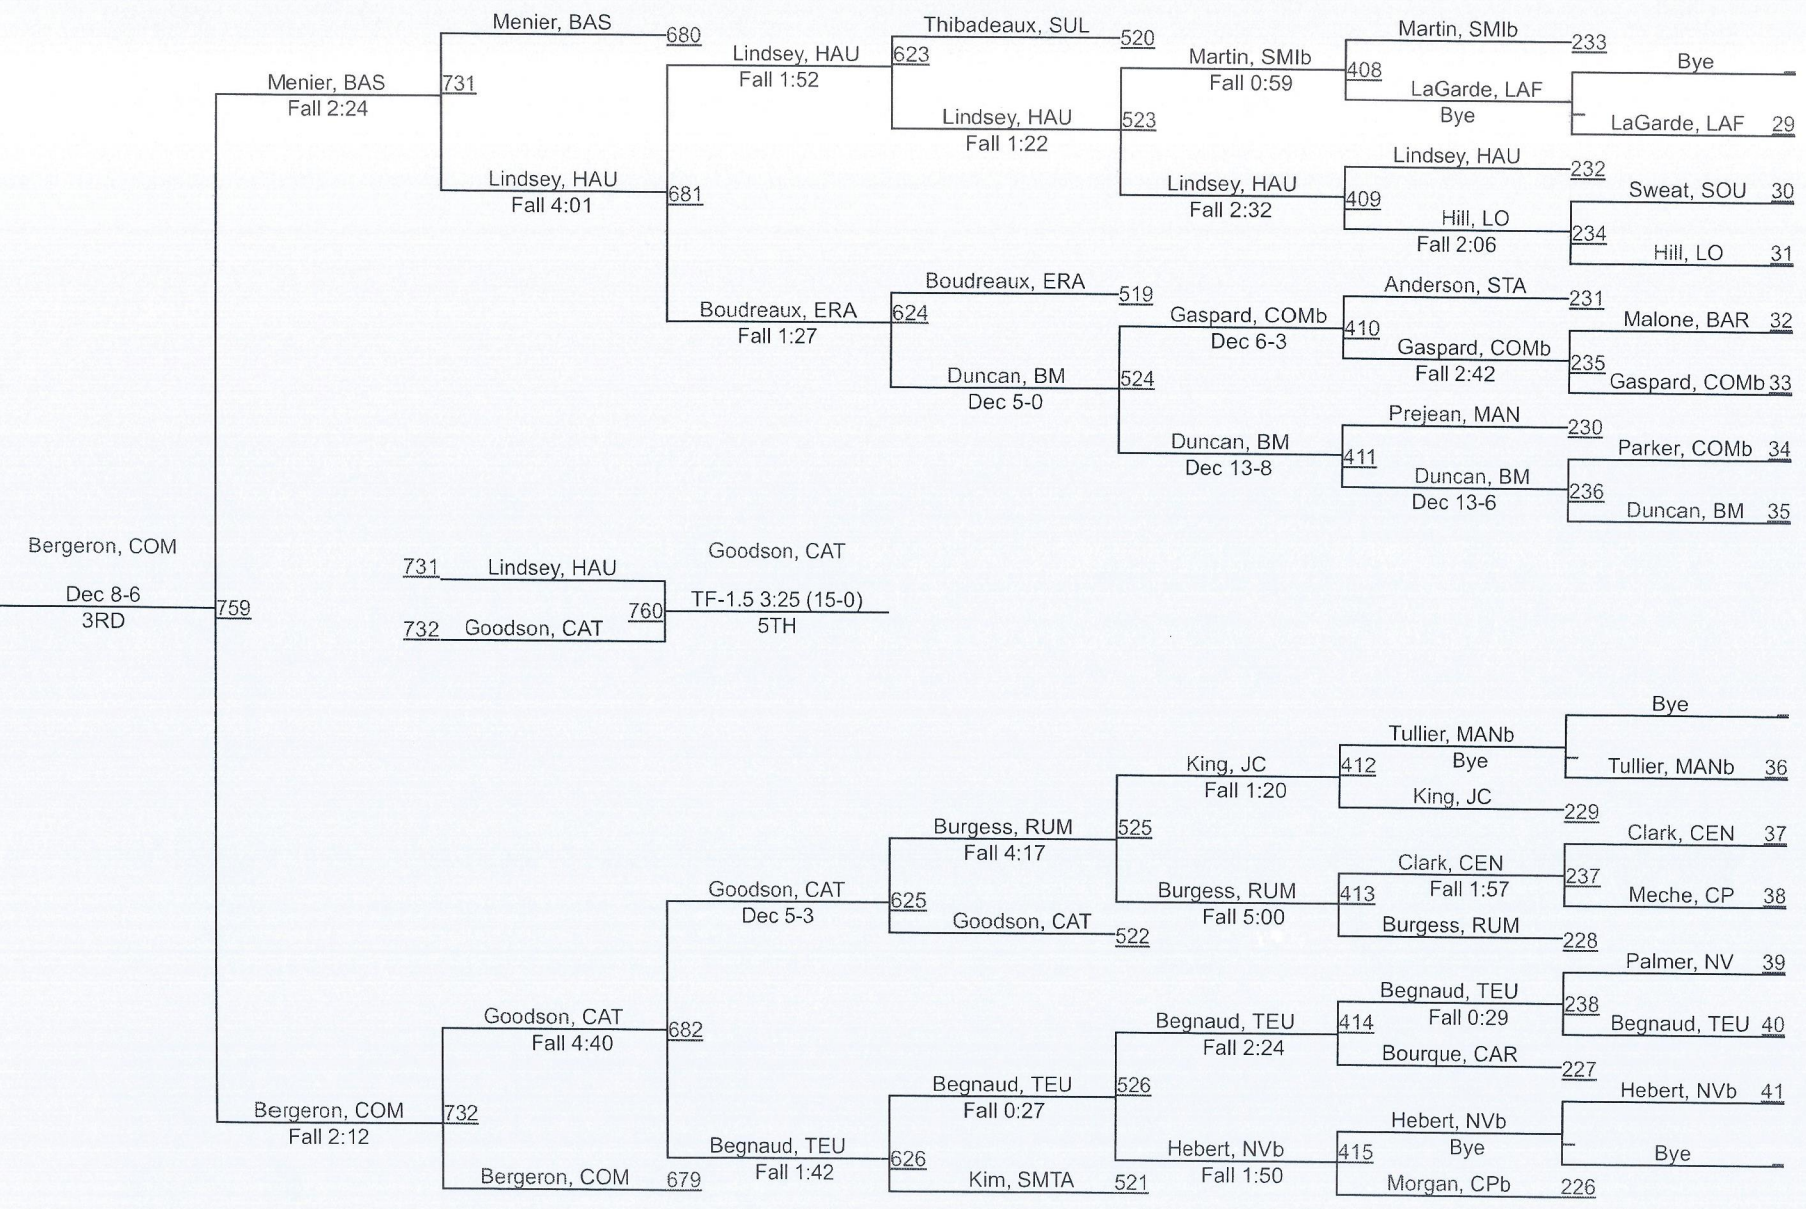 Menier, BAS
680
Menier, BAS
Fall 2:24
731
Lindsey, HAU
Fall 4:01
681
Lindsey, HAU
Fall 1:52
623
Thibadeaux, SUL
520
Lindsey, HAU
Fall 1:22
523
Martin, SMIb
Fall 0:59
408
Martin, SMIb
233
LaGarde, LAF
Bye
Bye
LaGarde, LAF 29
Lindsey, HAU
Fall 2:32
409
Lindsey, HAU
232
Hill, LO
Fall 2:06
234
Sweat, SOU 30
Hill, LO 31
Boudreaux, ERA
Fall 1:27
624
Boudreaux, ERA
519
Duncan, BM
Dec 5-0
524
Gaspard, COMb
Dec 6-3
410
Anderson, STA
231
Gaspard, COMb
Fall 2:42
235
Malone, BAR 32
Gaspard, COMb 33
Duncan, BM
Dec 13-8
411
Prejean, MAN
230
Duncan, BM
Dec 13-6
236
Parker, COMb 34
Duncan, BM 35
Bergeron, COM
Dec 8-6
3RD
759
731 Lindsey, HAU
732 Goodson, CAT
760
Goodson, CAT
TF-1.5 3:25 (15-0)
5TH
Bye
Tullier, MANb 36
Tullier, MANb
Bye
412
King, JC
229
King, JC
Fall 1:20
Burgess, RUM
Fall 4:17
525
Clark, CEN 37
Meche, CP 38
237
Clark, CEN
Fall 1:57
413
Burgess, RUM
228
Burgess, RUM
Fall 5:00
Goodson, CAT
Dec 5-3
625
Goodson, CAT
522
Goodson, CAT
Fall 4:40
682
Palmer, NV 39
Begnaud, TEU 40
238
Begnaud, TEU
Fall 0:29
414
Bourque, CAR
227
Begnaud, TEU
Fall 2:24
Begnaud, TEU
Fall 0:27
526
Hebert, NVb 41
Bye
Hebert, NVb
Bye
415
Morgan, CPb
226
Hebert, NVb
Fall 1:50
Begnaud, TEU
Fall 1:42
626
Kim, SMTA
521
Bergeron, COM
Fall 2:12
732
Bergeron, COM
679